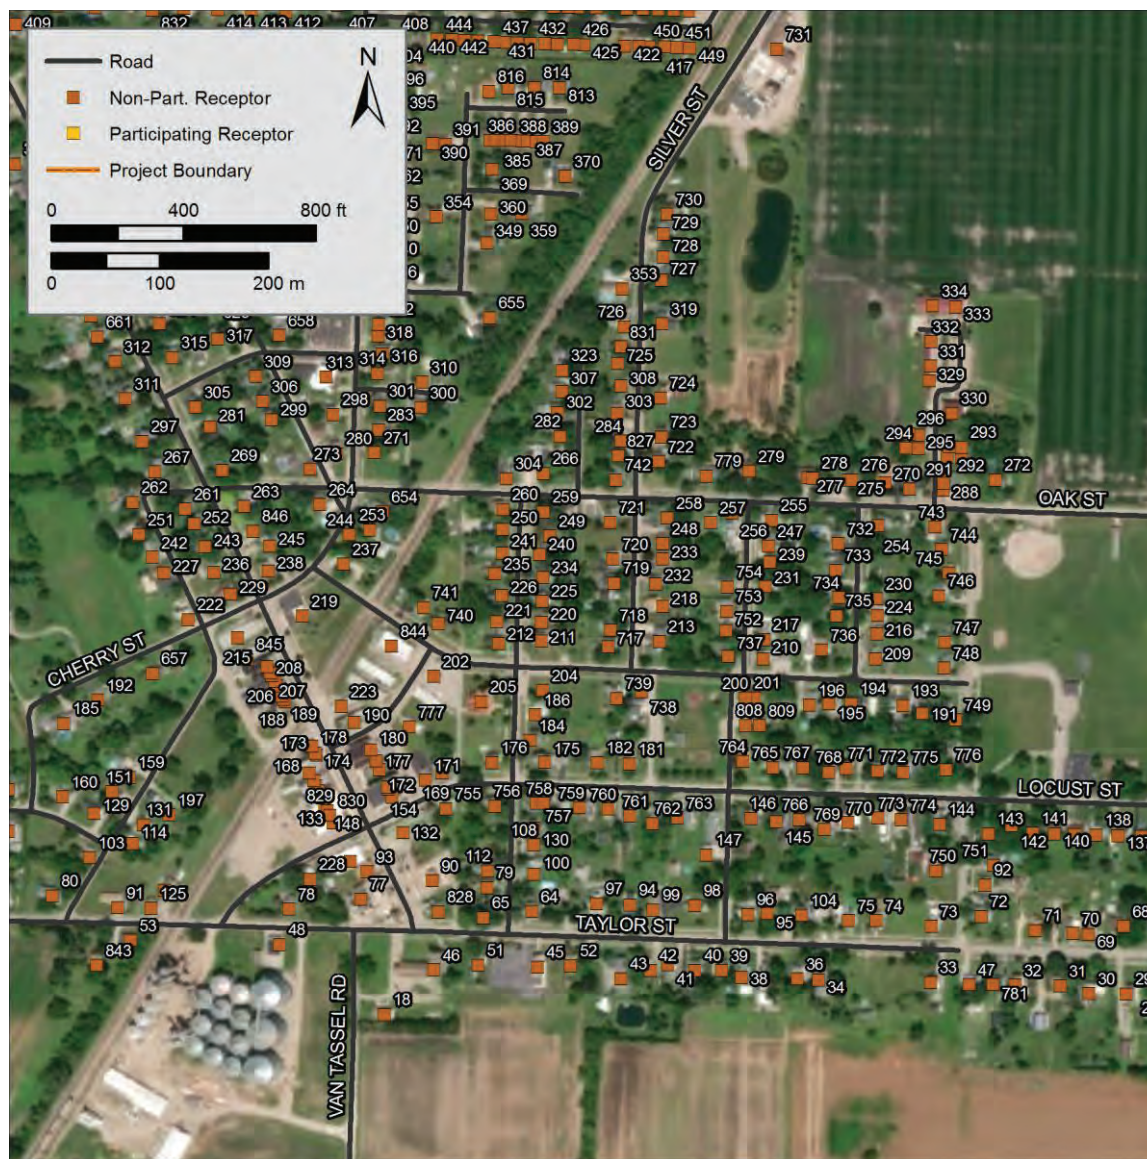 409 832 414 413 412 407 408 444 437 432 426 450 451
440 442 431 425 422 449
417
731
Road
N
Non-Part. Receptor
Participating Receptor
Project Boundary
0 400 800 ft
0 100 200 m
816 814
815 813
395
391 386 388 389
390 387
385 370
369
354 360
349 359
SILVER ST
730
729
728
727
353
655
726 319
831
334
333
332
331
329
330
661 658 318
317
312 315 314 316
309 313 310
323 725
311 305 306 301 300
307 308 724
281 299 298 283
302 303 723
297 280 271
282 284 827 722
296
294 295 293
267 269 273
304 266 742
779 279 278 276 270 291 292 272
277 275 288
262 261 263 264 654
260 259 258 257 255
OAK ST
251 252 846 244 253
250 249 721 248 256 247 732 743
242 243 245 237
241 240 720 233 239 733 254 745 744
227 236 238
235 234 719 232 754 231 734 230 746
222 229 219
741 226 225 218 753 735 224
740 221 220 718 752 217 216 747
845 844 212 211 717 213 737 210 736 209 748
CHERRY ST
215 208
657 202
206 207
192 205 204
185 188 189 223
186 739 200 201 196 194 193
738 195 191 749
190 777 184
808 809
173 178 180
159 168 174 177
176 175 182 181 764 765 767 768 771 772 775 776
160 151 172 171
LOCUST ST
129 131 197 829 830 154 169 755 756 758 759 760
757 761 762 763
146 766 769 770 773 774 144 143 141 138
145 142 140 137
114 133 148 132
103 108 130
147
228 93 90 112 79 100
750 751
92
80 91 125 78 77
828 65 64 97 94 99 98 96 95 104 75 74 73 72 71 70 68
69
53
TAYLOR ST
843 48
46 51 45 52 43 42 41 40 39 38 36 34 33 47 781 32 31 30 29
18
VAN TASSEL RD